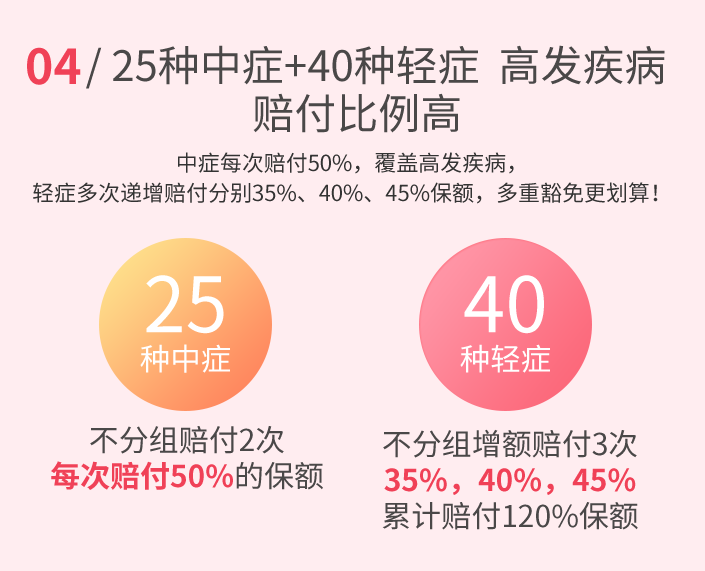 04/ 25种中症+40种轻症 高发疾病
赔付比例高
中症每次赔付50%，覆盖高发疾病，
轻症多次递增赔付分别35%、40%、45%保额，多重豁免更划算！
25
种中症
40
种轻症
不分组赔付2次
每次赔付50%的保额
不分组增额赔付3次
35%，40%，45%
累计赔付120%保额